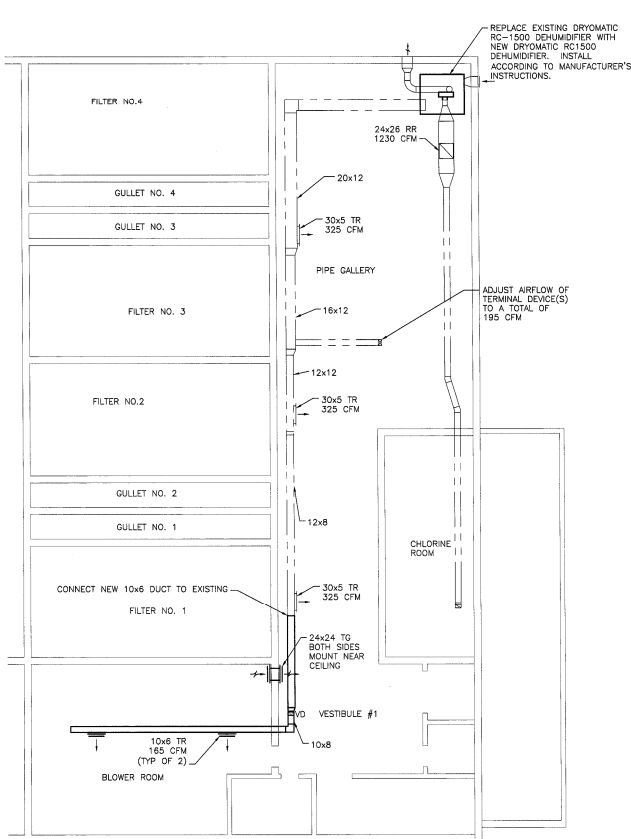 REPLACE EXISTING DRYOMATIC
RC-1500 DEHUMIDIFIER WITH
NEW DRYOMATIC RC1500
DEHUMIDIFIER. INSTALL
ACCORDING TO MANUFACTURER'S
INSTRUCTIONS.
FILTER NO.4
24x26 RR
1230 CFM
20x12
GULLET NO. 4
30x5 TR
325 CFM
GULLET NO. 3
PIPE GALLERY
ADJUST AIRFLOW OF
TERMINAL DEVICE(S)
TO A TOTAL OF
195 CFM
FILTER NO. 3
16x12
12x12
FILTER NO.2
30x5 TR
325 CFM
GULLET NO. 2
12x8
GULLET NO. 1
CHLORINE
ROOM
CONNECT NEW 10x6 DUCT TO EXISTING
30x5 TR
325 CFM
FILTER NO. 1
24x24 TG
BOTH SIDES
MOUNT NEAR
CEILING
VD
VESTIBULE #1
10x6 TR
165 CFM
(TYP OF 2)
10x8
BLOWER ROOM